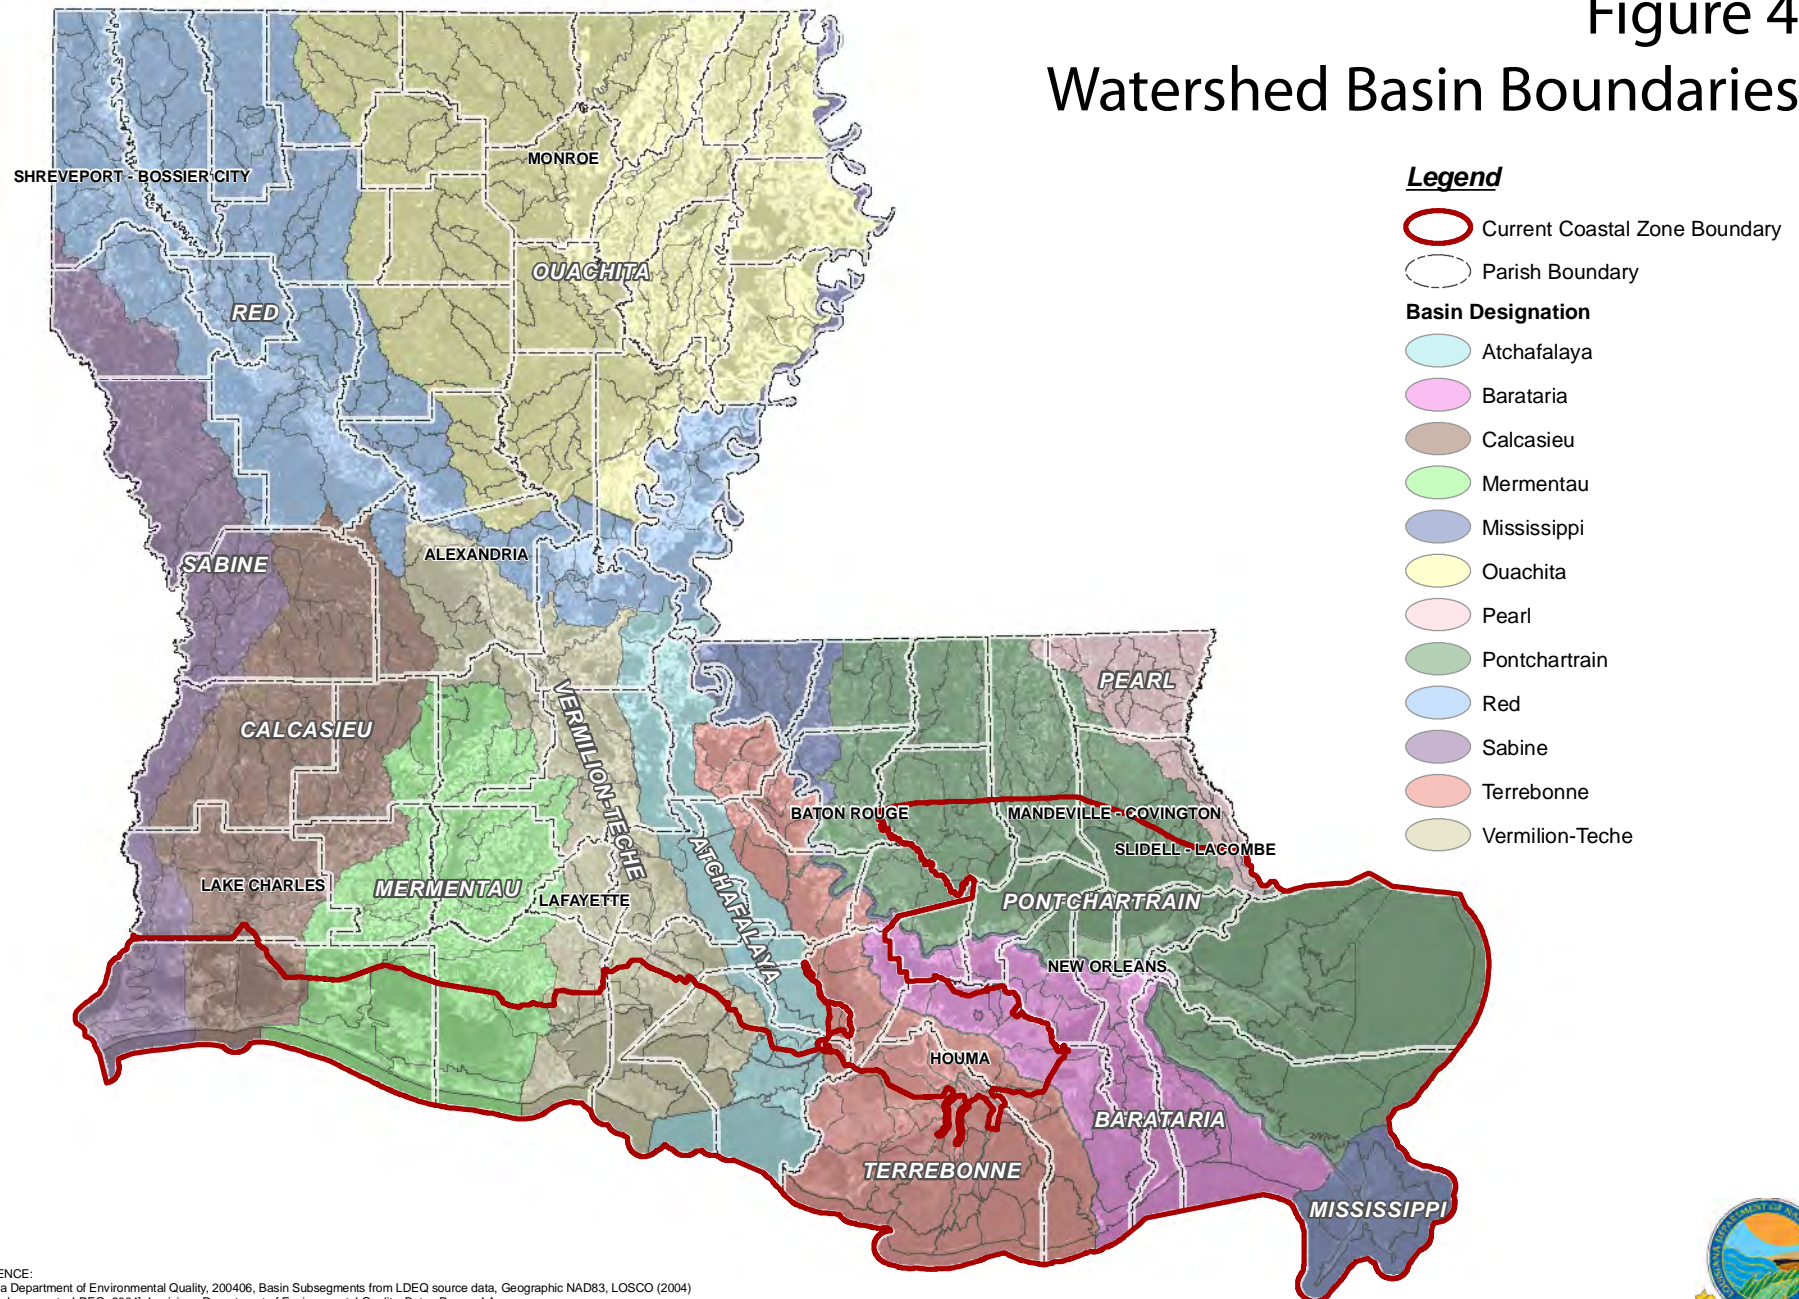 Figure 4
Watershed Basin Boundaries
Legend
Current Coastal Zone Boundary
Parish Boundary
Basin Designation
Atchafalaya
Barataria
Calcasieu
Mermentau
Mississippi
Ouachita
Pearl
Pontchartrain
Red
Sabine
Terrebonne
Vermilion-Teche
MONROE
SHREVEPORT - BOSSIER CITY
OUACHITA
RED
ALEXANDRIA
SABINE
PEARL
CALCASIEU
VERMILION-TECHE
BATON ROUGE
MANDEVILLE - COVINGTON
SLIDELL - LACOMBE
LAKE CHARLES
MERMENTAU
LAFAYETTE
ATCHAFALAYA
PONTCHARTRAIN
NEW ORLEANS
HOUMA
BARATARIA
TERREBONNE
MISSISSIPPI
ENCE:
a Department of Environmental Quality, 200406, Basin Subsegments from LDEQ source data, Geographic NAD83, LOSCO (2004)